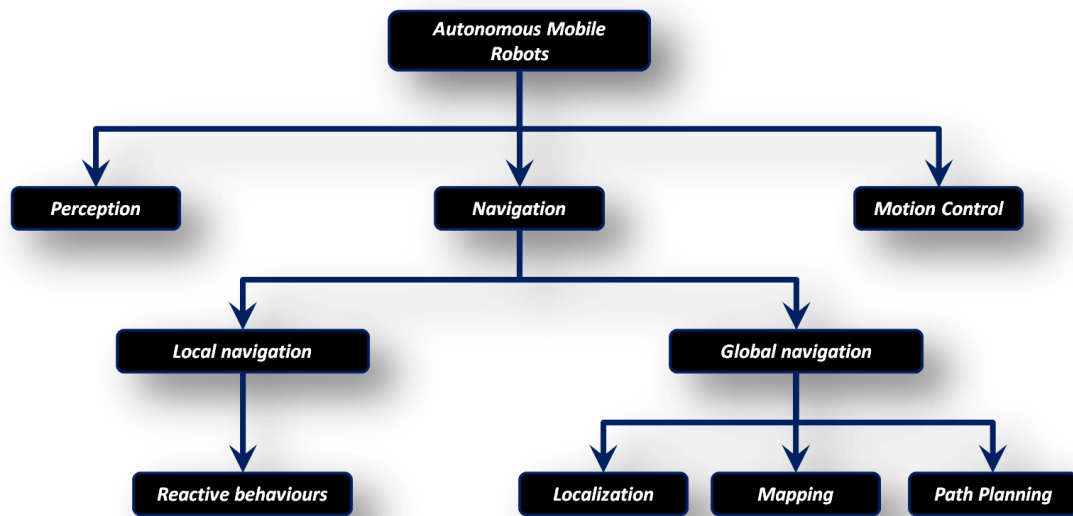 Autonomous Mobile
Robots
Perception
Navigation
Motion Control
Local navigation
Global navigation
Reactive behaviours
Localization
Mapping
Path Planning